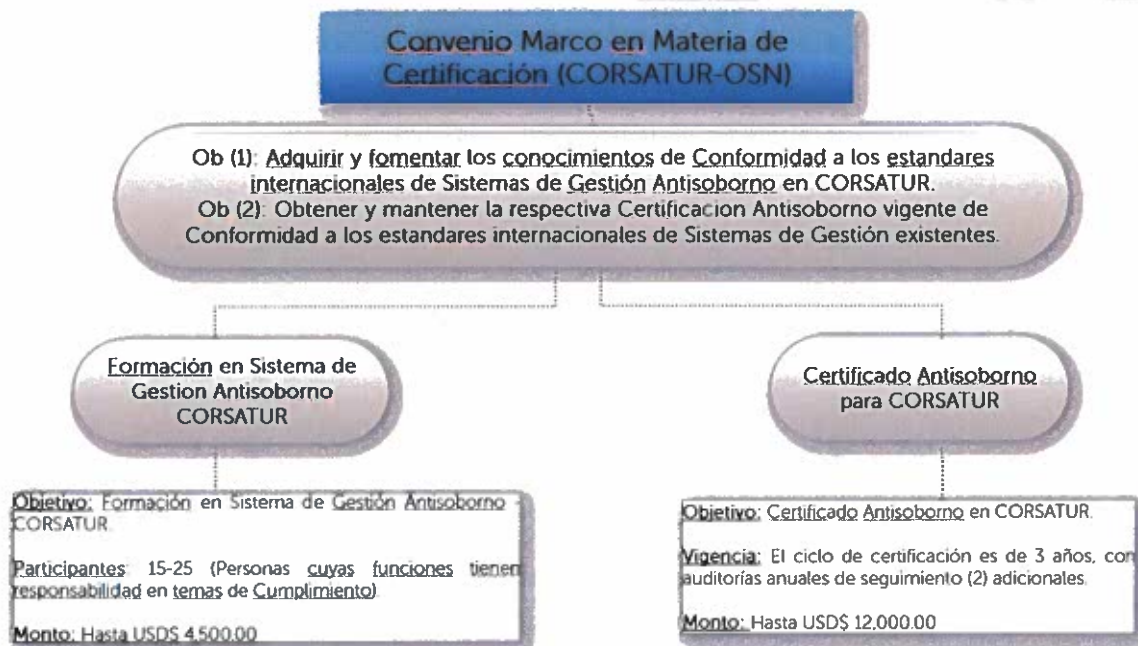 Convenio Marco en Materia de
Certificación (CORSATUR-OSN)
Ob (1): Adquirir y fomentar los conocimientos de Conformidad a los estandares
internacionales de Sistemas de Gestión Antisoborno en CORSATUR.
Ob (2): Obtener y mantener la respectiva Certificacion Antisoborno vigente de
Conformidad a los estandares internacionales de Sistemas de Gestión existentes.
Formación en Sistema de
Gestion Antisoborno
CORSATUR
Objetivo: Formación en Sistema de Gestión Antisoborno -
CORSATUR
Participantes: 15-25 (Personas cuyas funciones tienen
responsabilidad en temas de Cumplimiento)
Monto: Hasta USD$ 4,500.00
Certificado Antisoborno
para CORSATUR
Objetivo: Certificado Antisoborno en CORSATUR.
Vigencia: El ciclo de certificación es de 3 años, con
auditorías anuales de seguimiento (2) adicionales.
Monto: Hasta USD$ 12,000.00